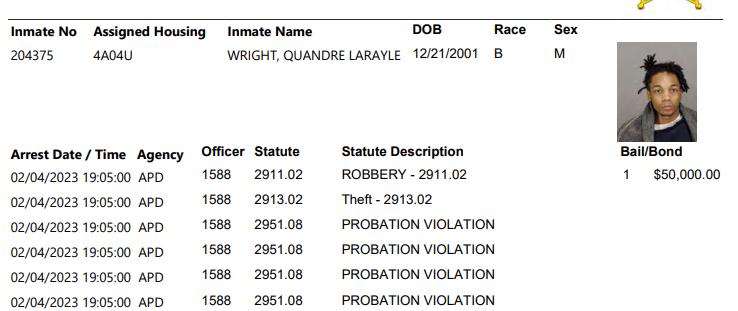 Inmate No Assigned Housing Inmate Name DOB Race Sex
204375 4A04U WRIGHT, QUANDRE LARAYLE 12/21/2001 B M
Arrest Date / Time Agency Officer Statute Statute Description Bail/Bond
02/04/2023 19:05:00 APD 1588 2911.02 ROBBERY - 2911.02 1 $50,000.00
02/04/2023 19:05:00 APD 1588 2913.02 Theft - 2913.02
02/04/2023 19:05:00 APD 1588 2951.08 PROBATION VIOLATION
02/04/2023 19:05:00 APD 1588 2951.08 PROBATION VIOLATION
02/04/2023 19:05:00 APD 1588 2951.08 PROBATION VIOLATION
02/04/2023 19:05:00 APD 1588 2951.08 PROBATION VIOLATION